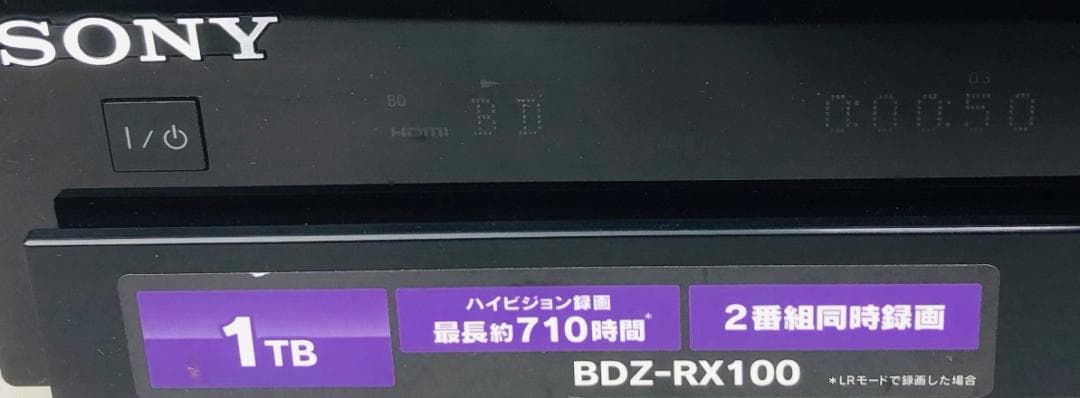 SONY
D3
BD
BD
0:00:50
HDMI
I/⏻
1TB
ハイビジョン録画
最長約710時間*
2番組同時録画
BDZ-RX100
*LRモードで録画した場合